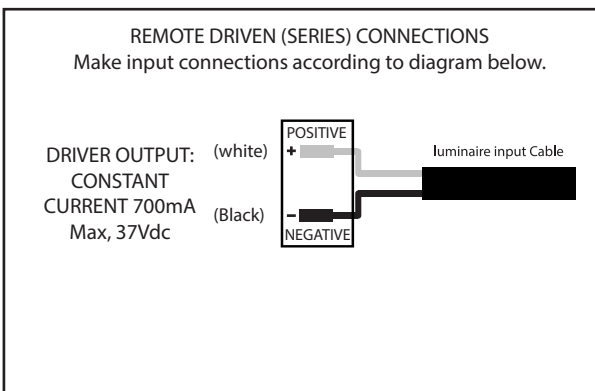 REMOTE DRIVEN (SERIES) CONNECTIONS
Make input connections according to diagram below.
DRIVER OUTPUT:
CONSTANT
CURRENT 700mA
Max, 37Vdc
(white)
(Black)
POSITIVE
+
-
NEGATIVE
luminaire input Cable